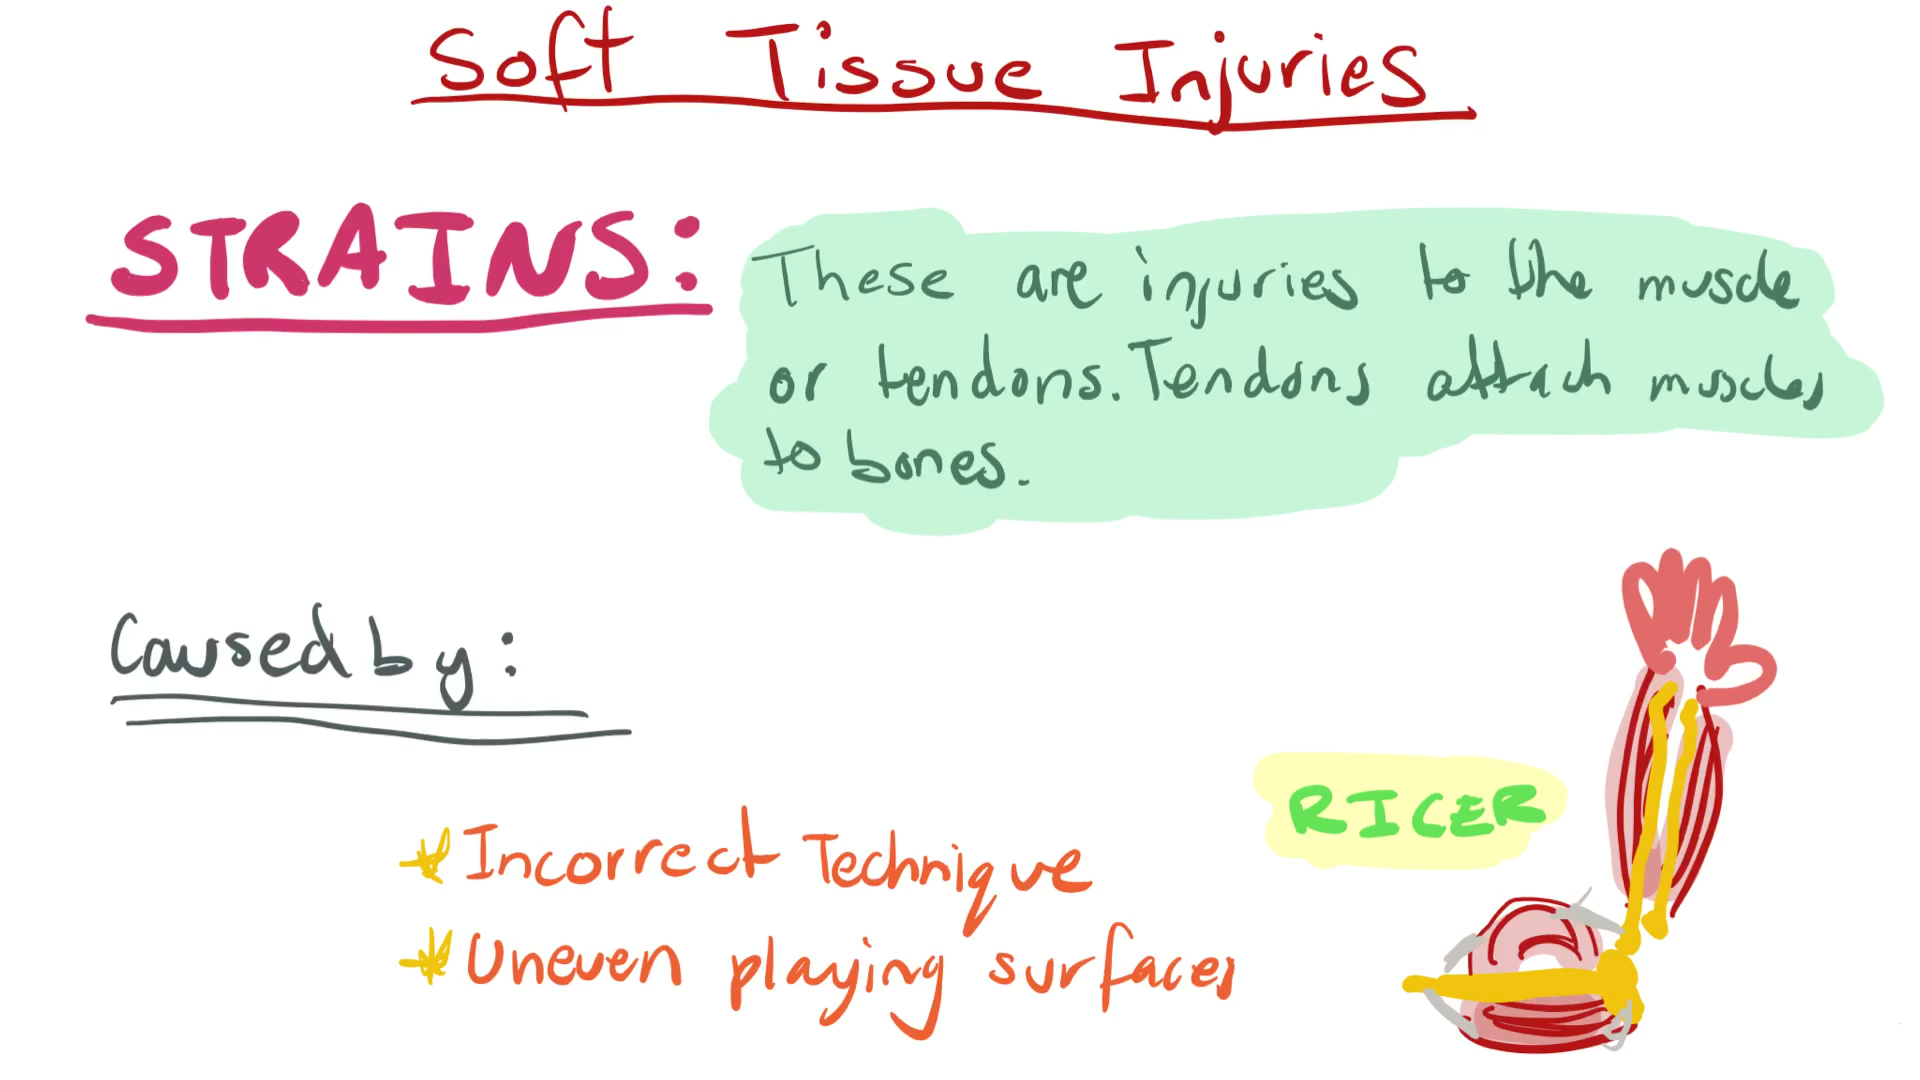 Soft Tissue Injuries
STRAINS:
These are injuries to the muscle
or tendons. Tendons attach muscles
to bones.
Caused by:
RICER
Incorrect Technique
Uneven playing surfaces